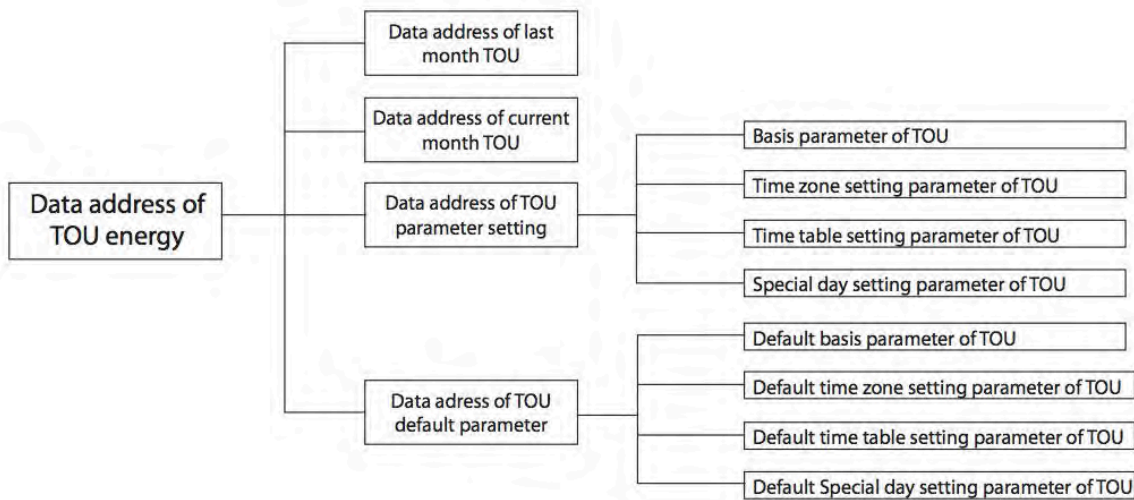 Data address of last
month TOU
Data address of current
month TOU
Data address of
TOU energy
Data address of TOU
parameter setting
Basis parameter of TOU
Time zone setting parameter of TOU
Time table setting parameter of TOU
Special day setting parameter of TOU
Data adress of TOU
default parameter
Default basis parameter of TOU
Default time zone setting parameter of TOU
Default time table setting parameter of TOU
Default Special day setting parameter of TOU